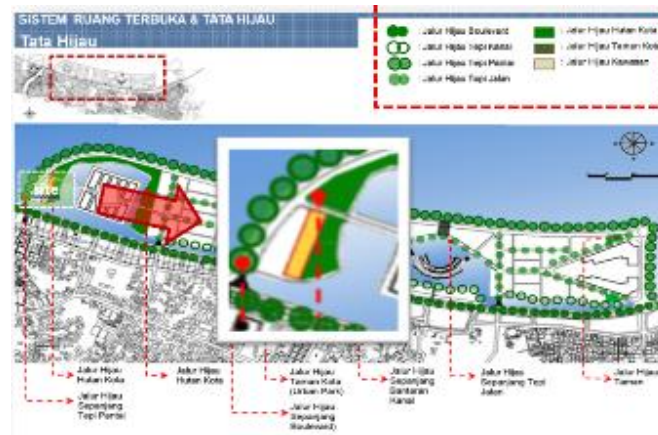 SISTEM RUANG TERBUKA & TATA HIJAU
Tata Hijau
: Jalur Hijau Boulevard
: Jalur Hijau Tepi Kanal
: Jalur Hijau Tepi Pantai
: Jalur Hijau Tepi Jalan
: Jalur Hijau Hutan Kota
: Jalur Hijau Taman Kota
: Jalur Hijau Kawasan
site
Jalur Hijau
Hutan Kota
Jalur Hijau
Sepanjang
Tepi Pantai
Jalur Hijau
Hutan Kota
Jalur Hijau
Taman Kota
(Urban Park)
Jalur Hijau
Sepanjang
Boulevard)
Jalur Hijau
Sepanjang
Bantaran
Kanal
Jalur Hijau
Sepanjang Tepi
Jalan
Jalur Hijau
Taman